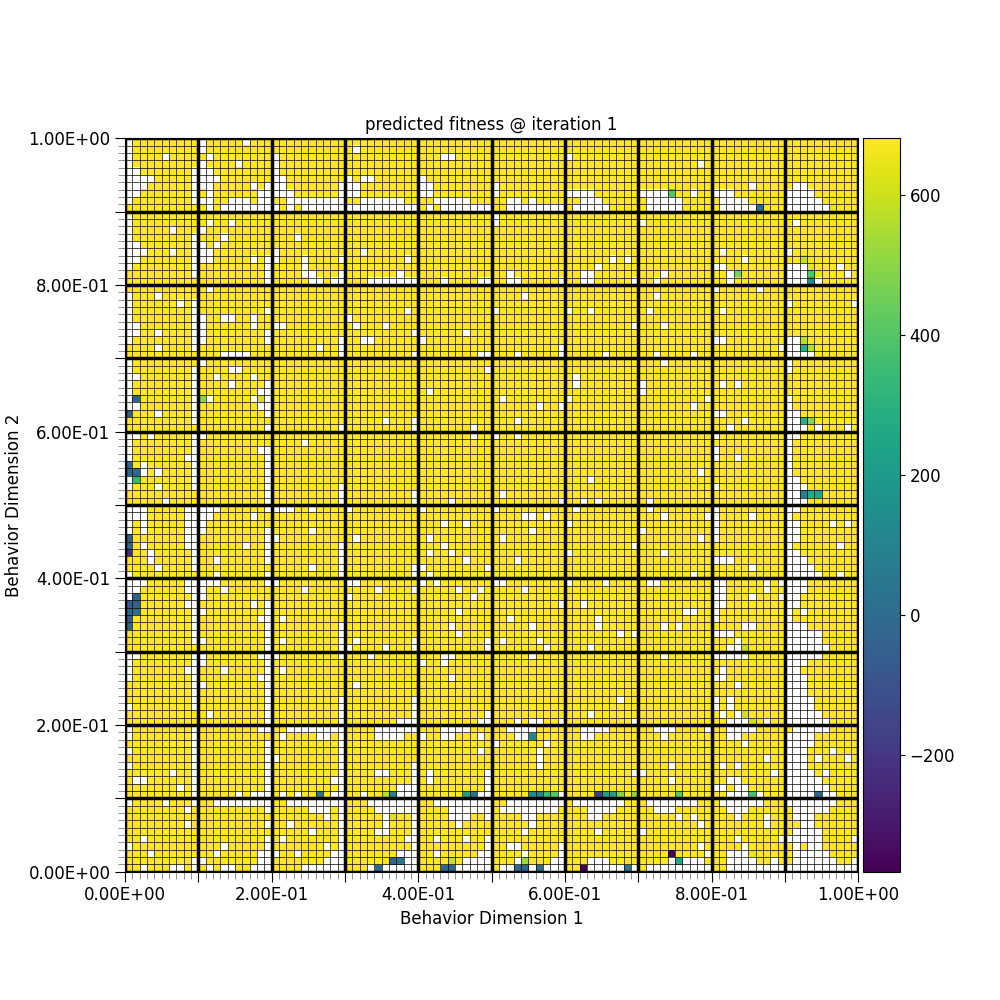 predicted fitness @ iteration 1
1.00E+00
8.00E-01
6.00E-01
4.00E-01
2.00E-01
0.00E+00
Behavior Dimension 2
0.00E+00 2.00E-01 4.00E-01 6.00E-01 8.00E-01 1.00E+00
Behavior Dimension 1
600
400
200
0
−200